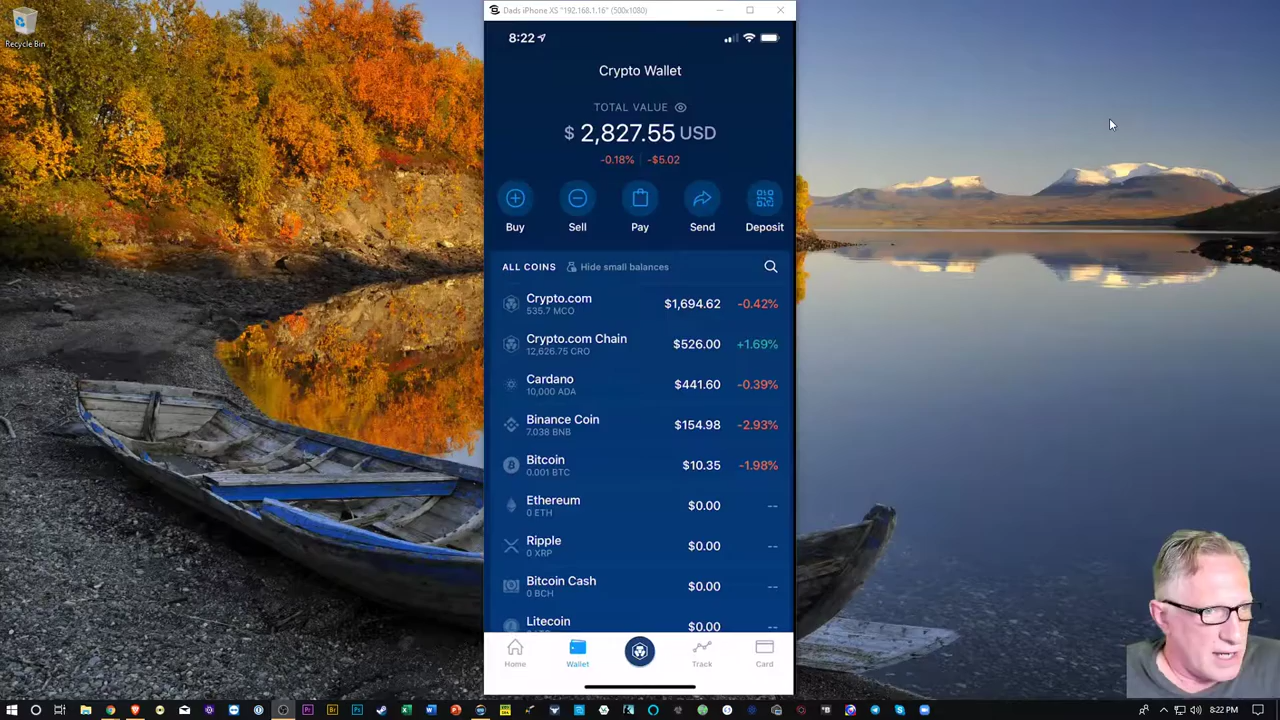 Dads iPhone XS "192.168.1.16" (500x1080)
Recycle Bin
8:22
Crypto Wallet
TOTAL VALUE
$ 2,827.55 USD
-0.18% -$5.02
Buy Sell Pay Send Deposit
ALL COINS Hide small balances
Crypto.com $1,694.62 -0.42%
535.7 MCO
Crypto.com Chain $526.00 +1.69%
12,626.75 CRO
Cardano $441.60 -0.39%
10,000 ADA
Binance Coin $154.98 -2.93%
7.038 BNB
Bitcoin $10.35 -1.98%
0.001 BTC
Ethereum $0.00 --
0 ETH
Ripple $0.00 --
0 XRP
Bitcoin Cash $0.00 --
0 BCH
Litecoin $0.00 --
Home Wallet Track Card
8:22 PM